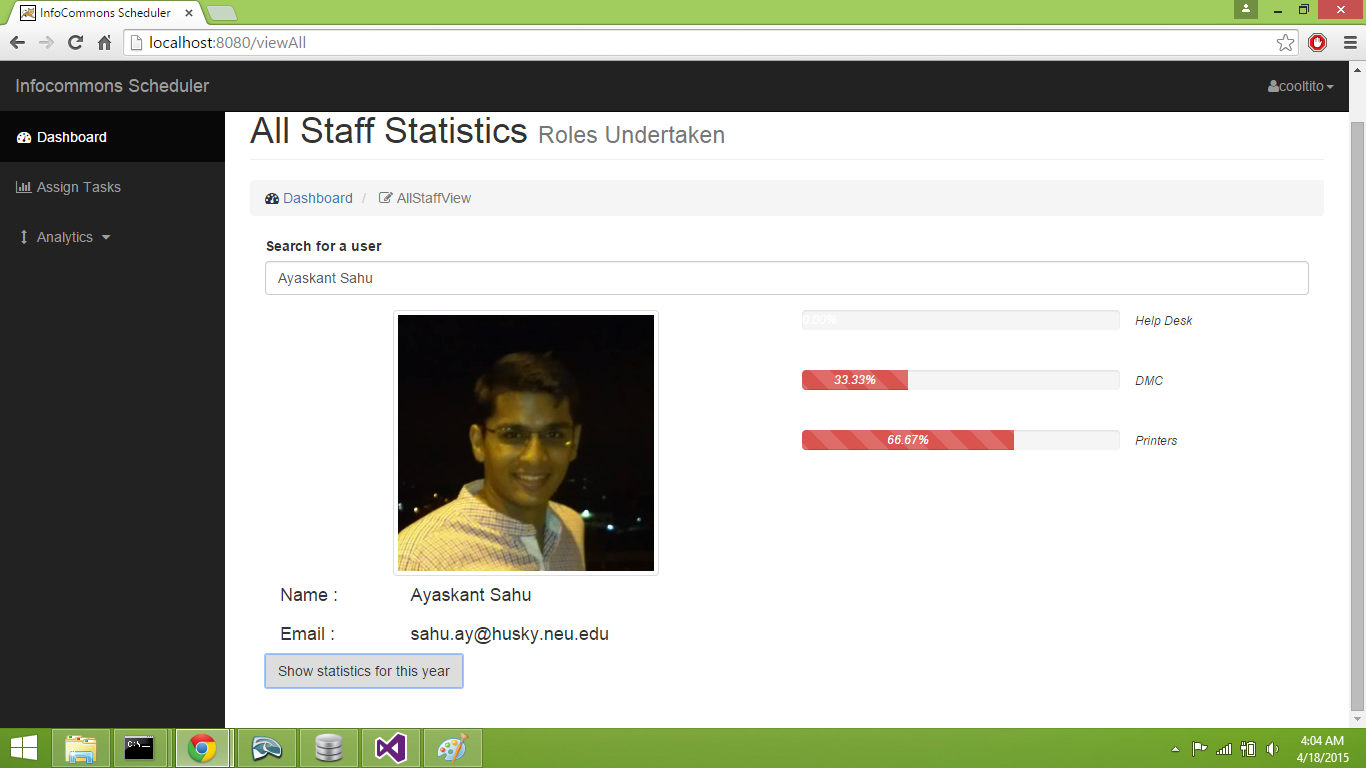 InfoCommons Scheduler
localhost:8080/viewAll
Infocommons Scheduler
cooltito
Dashboard
Assign Tasks
Analytics
All Staff Statistics Roles Undertaken
Dashboard / AllStaffView
Search for a user
Ayaskant Sahu
0.00% Help Desk
33.33% DMC
66.67% Printers
Name : Ayaskant Sahu
Email : sahu.ay@husky.neu.edu
Show statistics for this year
4:04 AM
4/18/2015